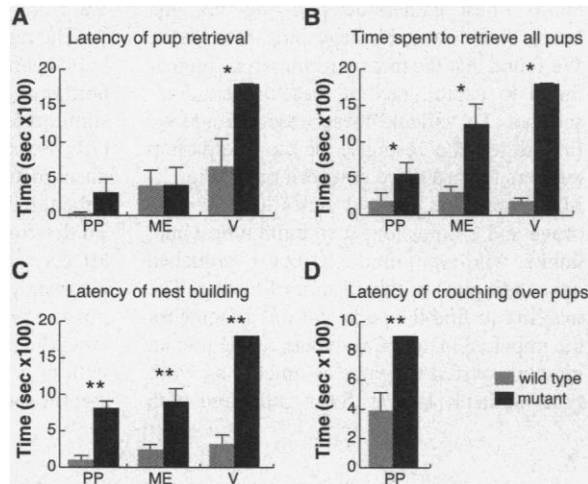 A
Latency of pup retrieval
Time (sec x100)
20
15
10
5
0
*
PP
ME
V
B
Time spent to retrieve all pups
Time (sec x100)
20
15
10
5
0
*
*
*
PP
ME
V
C
Latency of nest building
Time (sec x100)
20
15
10
5
0
**
**
**
PP
ME
V
D
Latency of crouching over pups
Time (sec x100)
10
8
6
4
2
0
**
PP
wild type
mutant